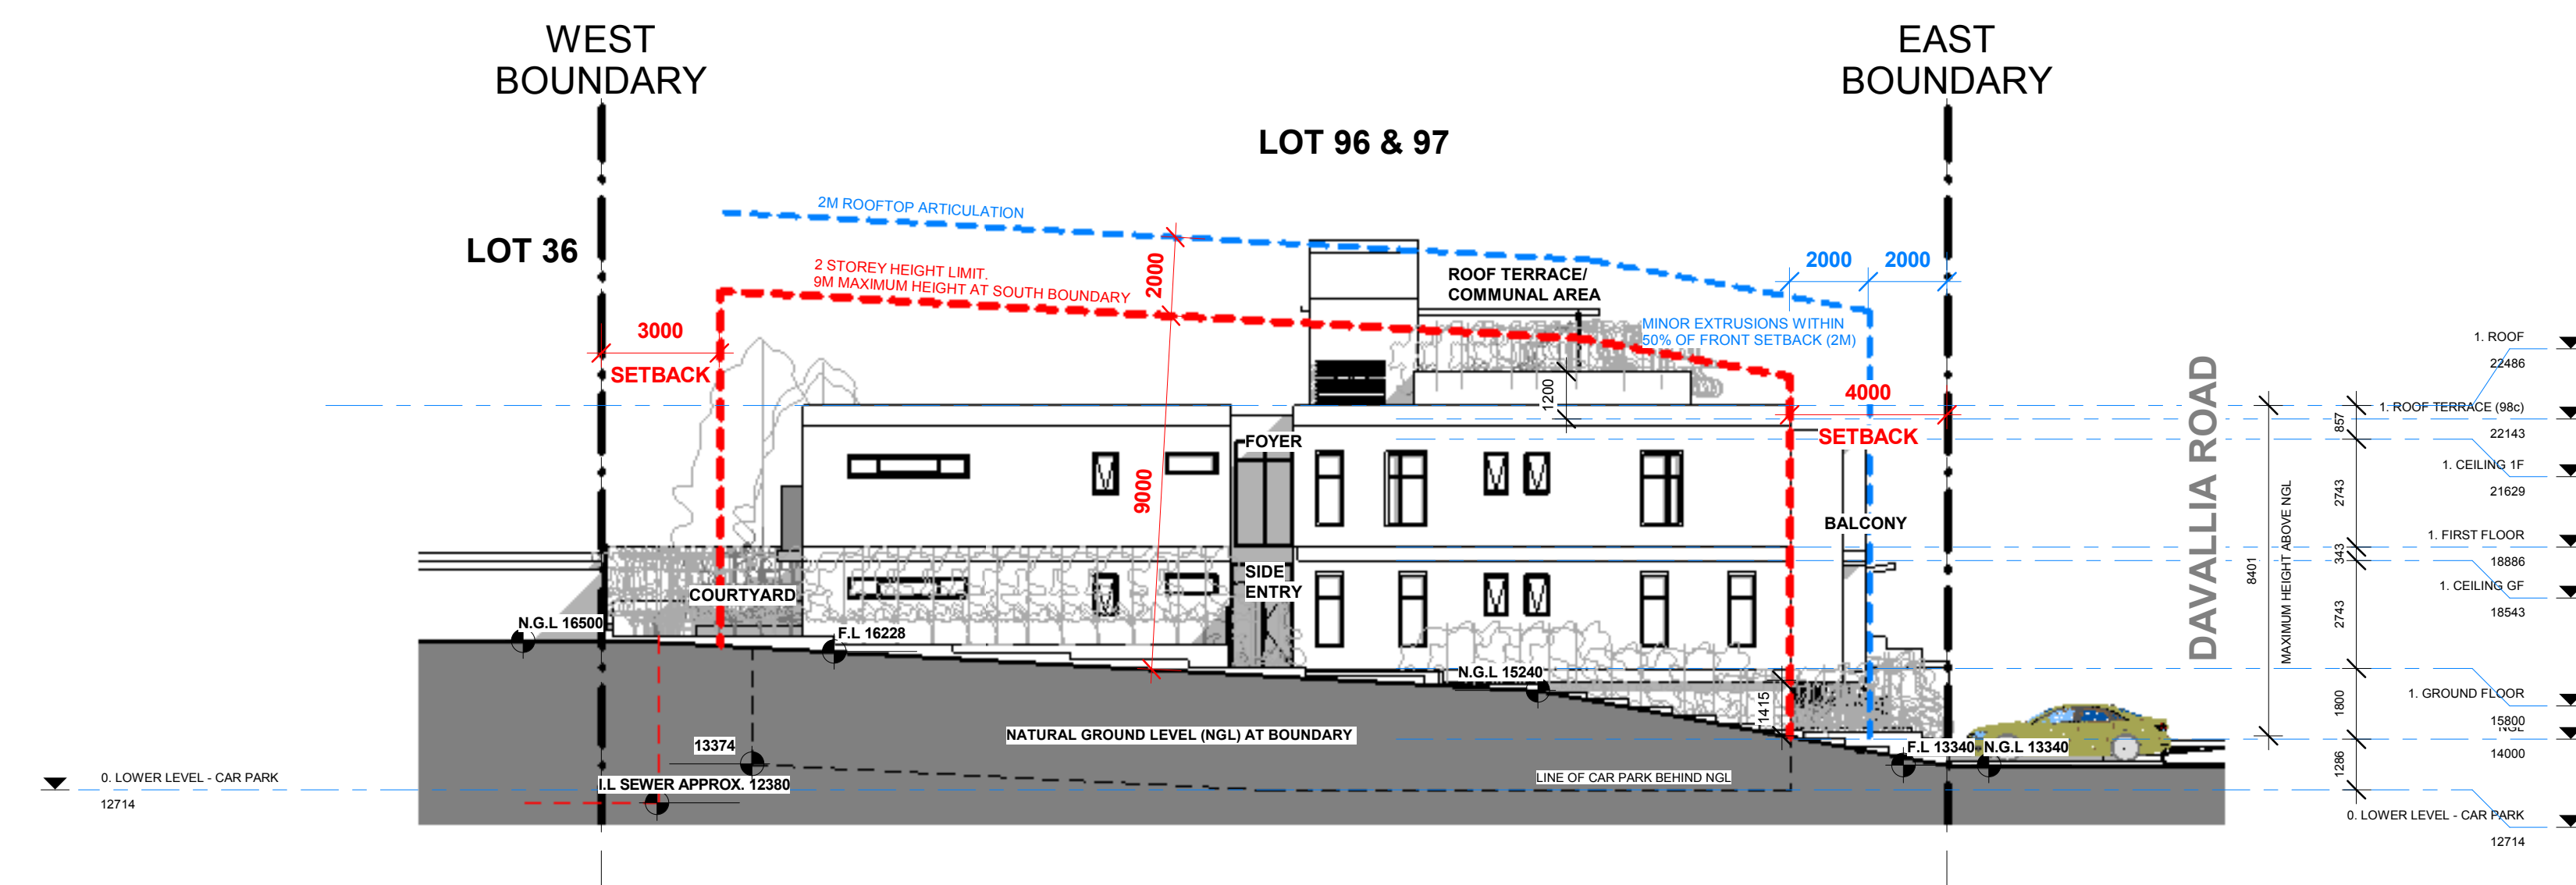 WEST
BOUNDARY
EAST
BOUNDARY
LOT 96 & 97
2M ROOFTOP ARTICULATION
LOT 36
2 STOREY HEIGHT LIMIT.
9M MAXIMUM HEIGHT AT SOUTH BOUNDARY
2000
2000
2000
ROOF TERRACE/
COMMUNAL AREA
MINOR EXTRUSIONS WITHIN
50% OF FRONT SETBACK (2M)
3000
SETBACK
1200
4000
SETBACK
9000
FOYER
BALCONY
SIDE
ENTRY
COURTYARD
N.G.L 16500
F.L 16228
N.G.L 15240
1415
NATURAL GROUND LEVEL (NGL) AT BOUNDARY
13374
F.L 13340
N.G.L 13340
LINE OF CAR PARK BEHIND NGL
I.L SEWER APPROX. 12380
0. LOWER LEVEL - CAR PARK
12714
DAVALLIA ROAD
8401
MAXIMUM HEIGHT ABOVE NGL
857
2743
343
2743
1800
1286
1. ROOF
22486
1. ROOF TERRACE (98c)
22143
1. CEILING 1F
21629
1. FIRST FLOOR
18886
1. CEILING GF
18543
1. GROUND FLOOR
15800
NGL
14000
0. LOWER LEVEL - CAR PARK
12714